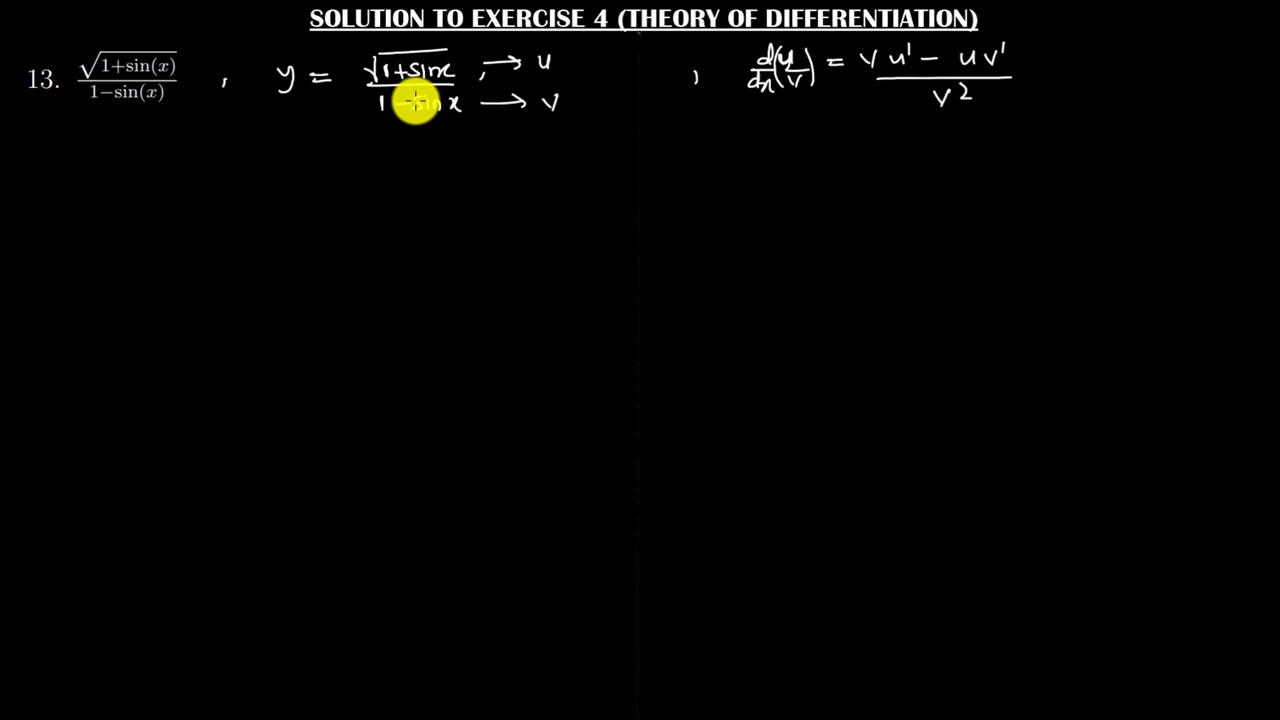 SOLUTION TO EXERCISE 4 (THEORY OF DIFFERENTIATION)
13. √(1+sin(x)) / (1−sin(x)) , y = √(1+sinx) / (1−sinx) , → u → v , d/dx(u/v) = (vu' − uv') / v²